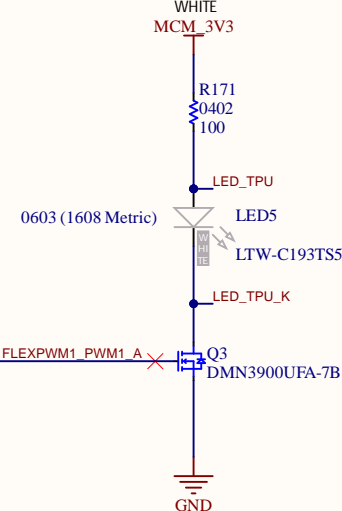 WHITE
MCM_3V3
R171
0402
100
LED_TPU
0603 (1608 Metric)
LED5
W
HI
TE
LTW-C193TS5
LED_TPU_K
FLEXPWM1_PWM1_A
Q3
DMN3900UFA-7B
GND